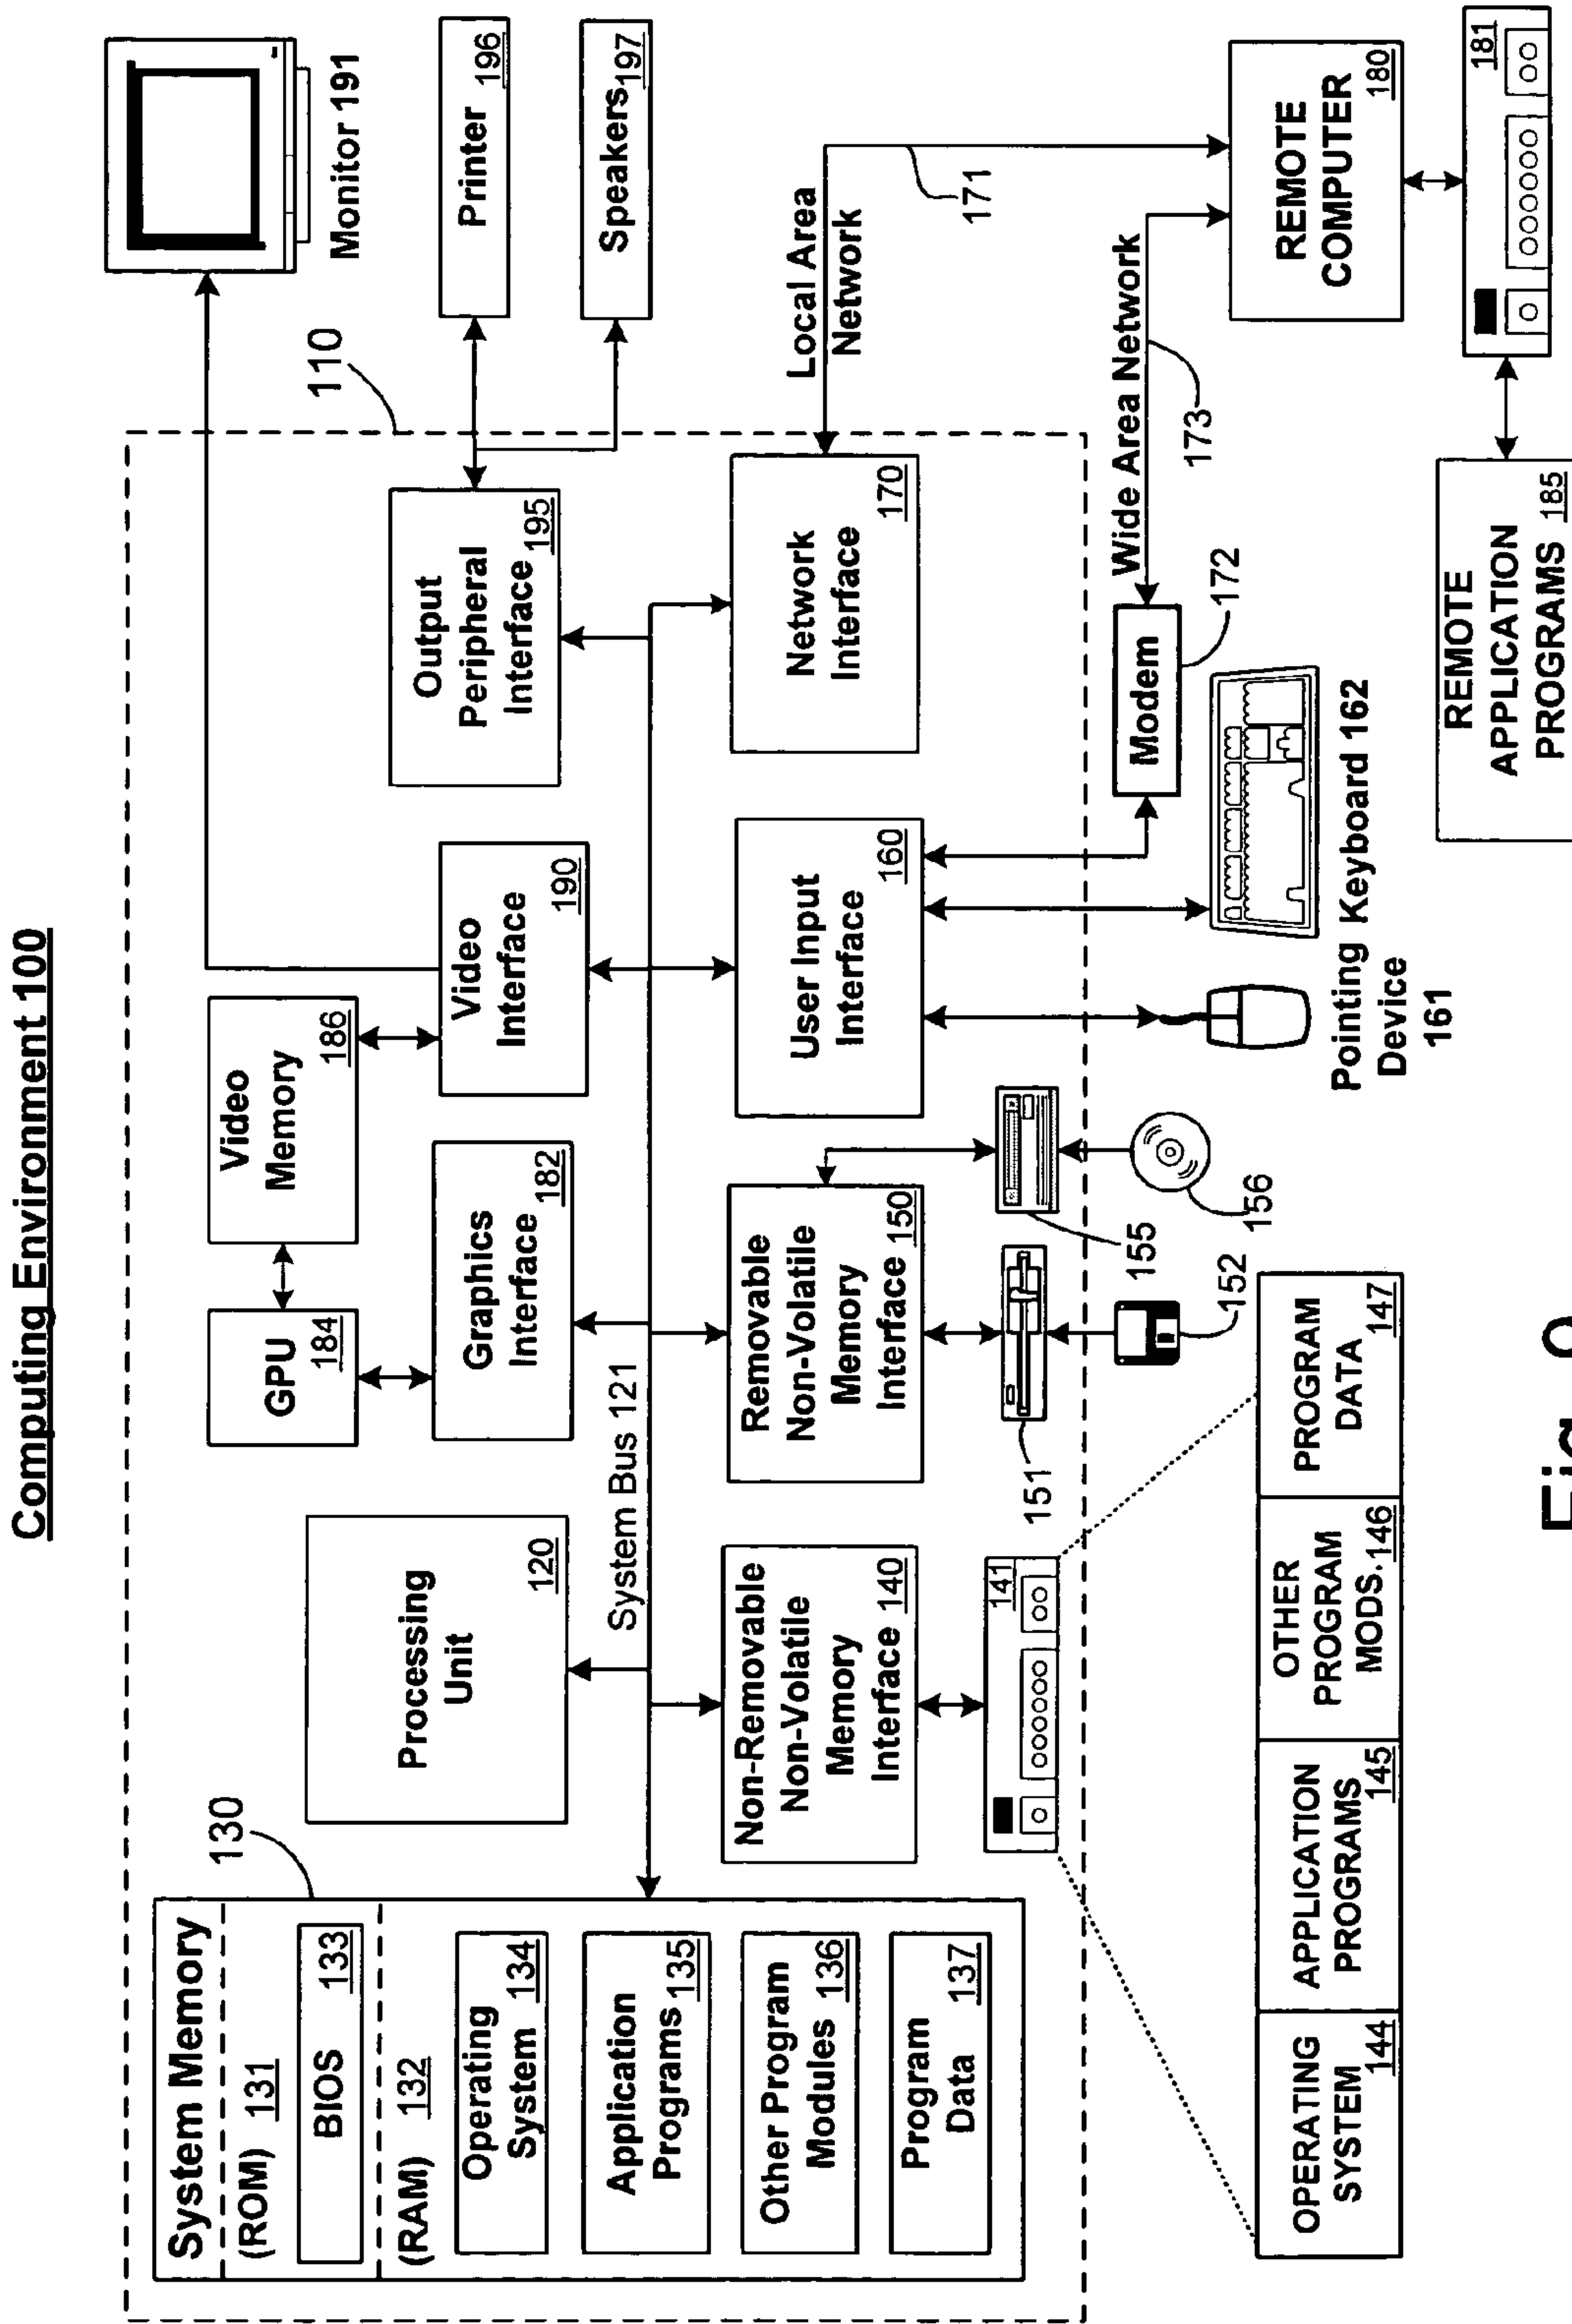 Computing Environment 100
110
130
System Memory
(ROM) 131
BIOS 133
(RAM) 132
Operating
System 134
Application
Programs 135
Other Program
Modules 136
Program
Data 137
Processing
Unit
120
System Bus 121
GPU
184
Video
Memory
186
Graphics
Interface
182
Video
Interface
190
Output
Peripheral
Interface 195
Monitor 191
Printer
196
Speakers 197
Non-Removable
Non-Volatile
Memory
Interface 140
Removable
Non-Volatile
Memory
Interface 150
User Input
Interface
160
Network
Interface
170
Local Area
Network
171
Wide Area Network
173
Modem
172
141
151
152
155
156
Pointing
Device
161
Keyboard 162
REMOTE
COMPUTER
180
181
REMOTE
APPLICATION
PROGRAMS 185
OPERATING
SYSTEM 144
APPLICATION
PROGRAMS 145
OTHER
PROGRAM
MODS. 146
PROGRAM
DATA 147